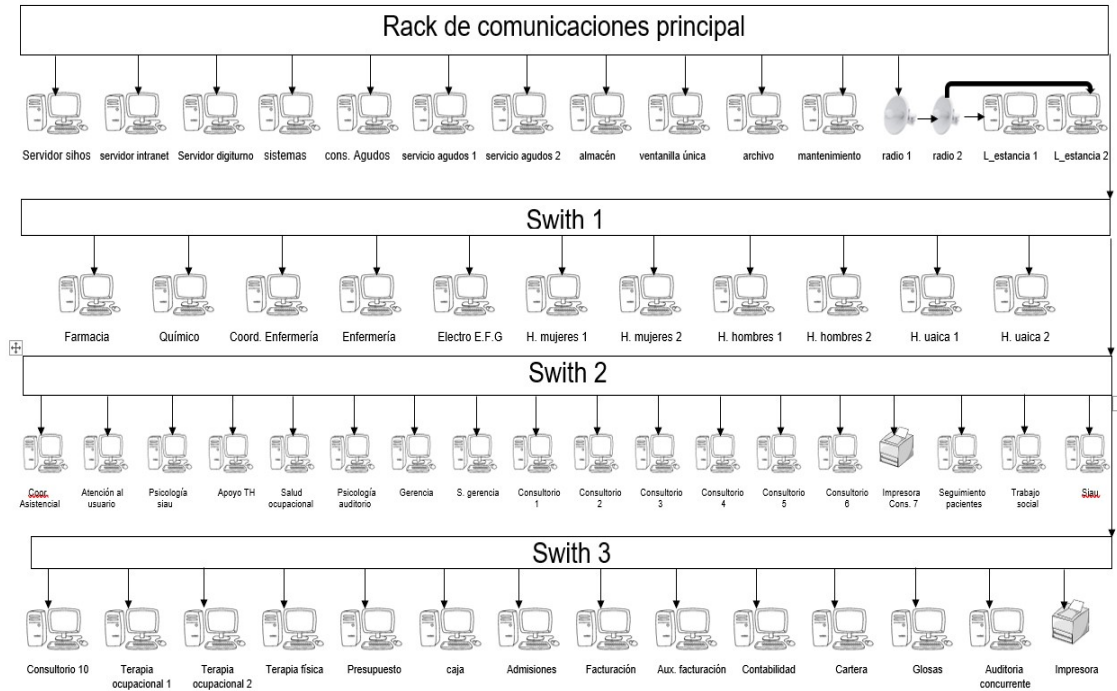 Rack de comunicaciones principal
Servidor sihos
servidor intranet
Servidor digiturno
sistemas
cons. Agudos
servicio agudos 1
servicio agudos 2
almacén
ventanilla única
archivo
mantenimiento
radio 1
radio 2
L_estancia 1
L_estancia 2
Swith 1
Farmacia
Químico
Coord. Enfermería
Enfermería
Electro E.F.G
H. mujeres 1
H. mujeres 2
H. hombres 1
H. hombres 2
H. uaica 1
H. uaica 2
Swith 2
Coor.
Asistencial
Atención al
usuario
Psicología
siau
Apoyo TH
Salud
ocupacional
Psicología
auditorio
Gerencia
S. gerencia
Consultorio
1
Consultorio
2
Consultorio
3
Consultorio
4
Consultorio
5
Consultorio
6
Impresora
Cons. 7
Seguimiento
pacientes
Trabajo
social
Siau.
Swith 3
Consultorio 10
Terapia
ocupacional 1
Terapia
ocupacional 2
Terapia física
Presupuesto
caja
Admisiones
Facturación
Aux. facturación
Contabilidad
Cartera
Glosas
Auditoria
concurrente
Impresora